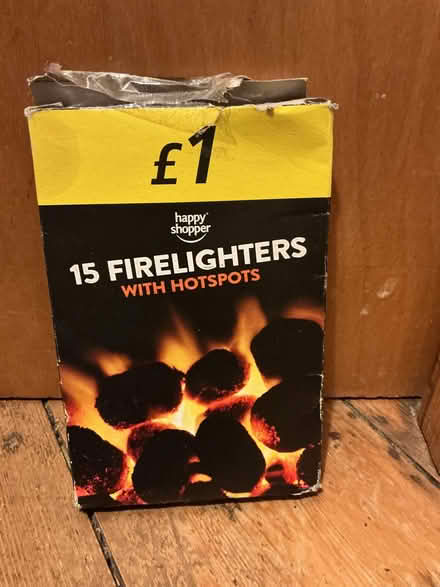 £1
happy
shopper
15 FIRELIGHTERS
WITH HOTSPOTS